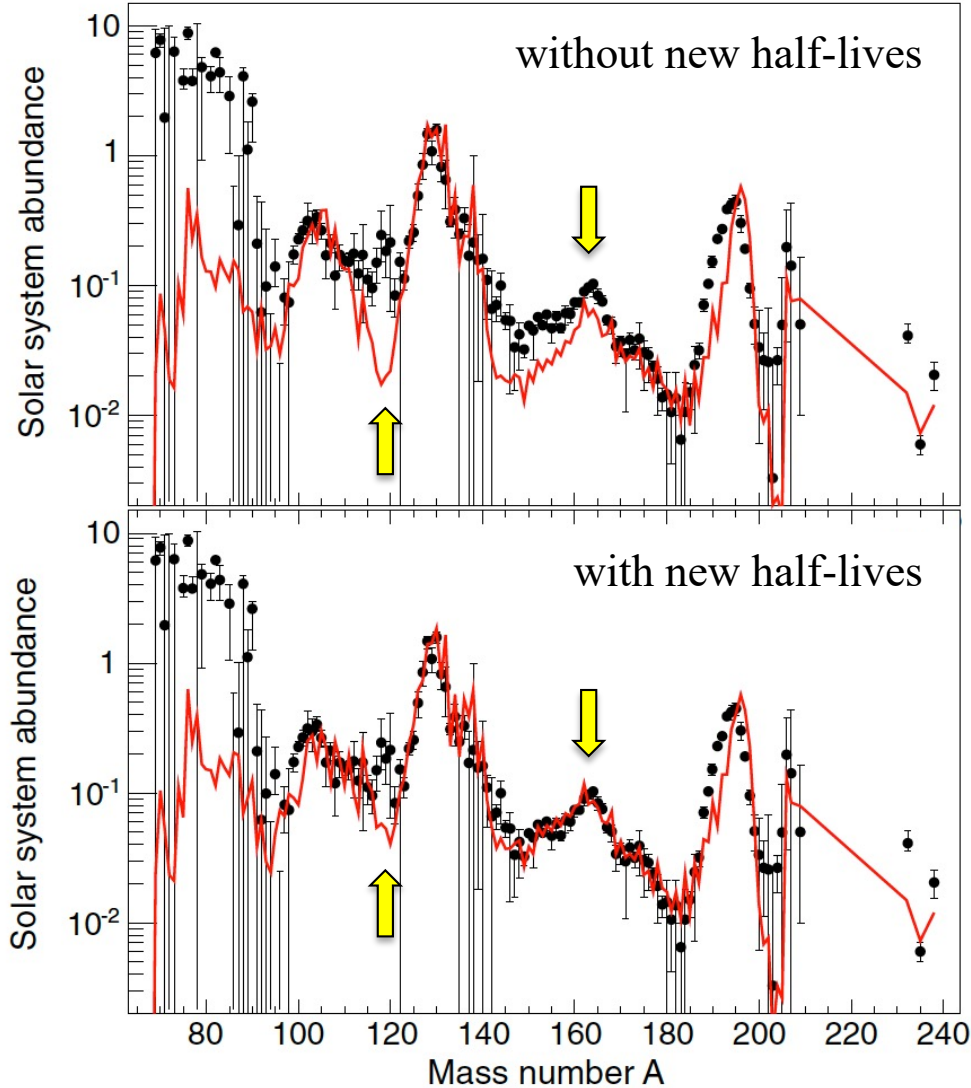 without new half-lives
Solar system abundance
10
1
10⁻¹
10⁻²
with new half-lives
Solar system abundance
10
1
10⁻¹
10⁻²
80 100 120 140 160 180 200 220 240
Mass number A